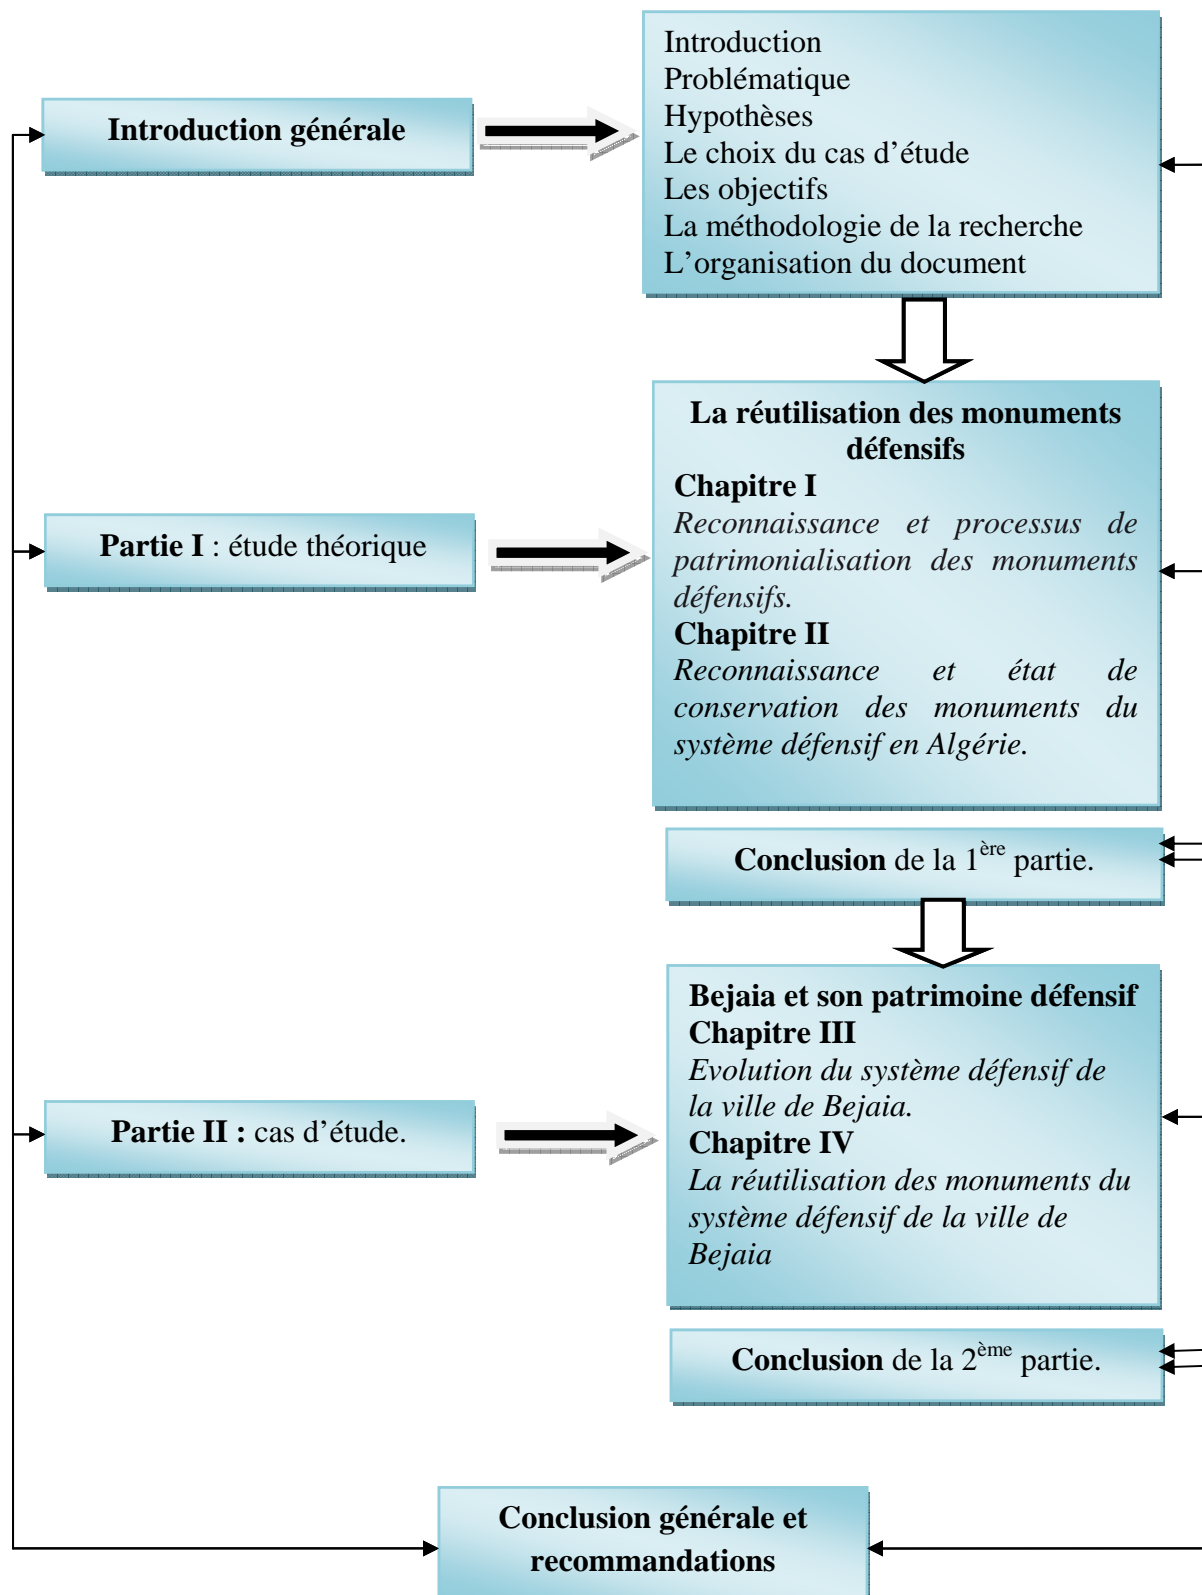 Introduction générale
Introduction
Problématique
Hypothèses
Le choix du cas d’étude
Les objectifs
La méthodologie de la recherche
L’organisation du document
Partie I : étude théorique
La réutilisation des monuments
défensifs
Chapitre I
Reconnaissance et processus de
patrimonialisation des monuments
défensifs.
Chapitre II
Reconnaissance et état de
conservation des monuments du
système défensif en Algérie.
Conclusion de la 1ère partie.
Partie II : cas d’étude.
Bejaia et son patrimoine défensif
Chapitre III
Evolution du système défensif de
la ville de Bejaia.
Chapitre IV
La réutilisation des monuments du
système défensif de la ville de
Bejaia
Conclusion de la 2ème partie.
Conclusion générale et
recommandations